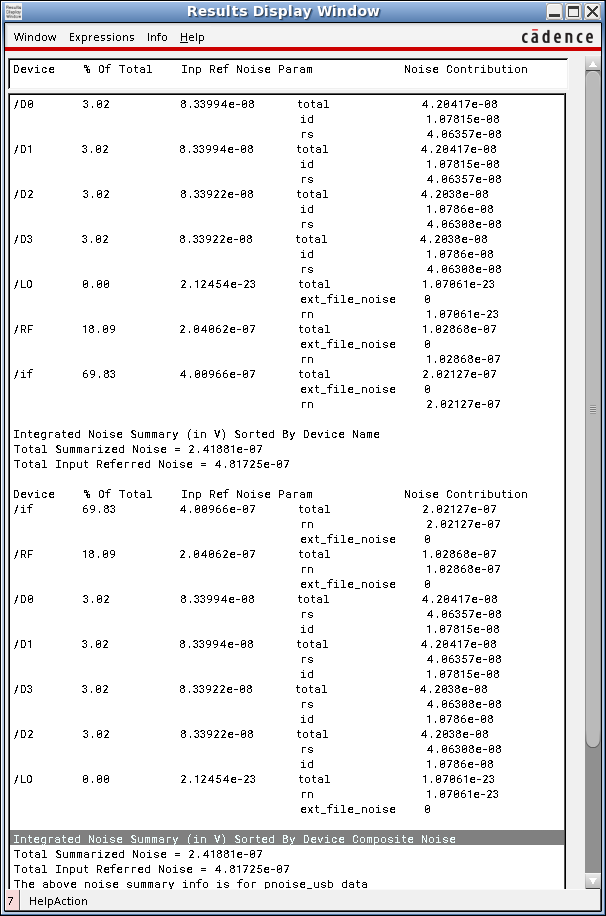 Results Display Window
Window Expressions Info Help cādence
Device % Of Total Inp Ref Noise Param Noise Contribution
/D0 3.02 8.33994e-08 total 4.20417e-08
id 1.07815e-08
rs 4.06357e-08
/D1 3.02 8.33994e-08 total 4.20417e-08
id 1.07815e-08
rs 4.06357e-08
/D2 3.02 8.33922e-08 total 4.2038e-08
id 1.0786e-08
rs 4.06308e-08
/D3 3.02 8.33922e-08 total 4.2038e-08
id 1.0786e-08
rs 4.06308e-08
/LO 0.00 2.12454e-23 total 1.07061e-23
ext_file_noise 0
rn 1.07061e-23
/RF 18.09 2.04062e-07 total 1.02868e-07
ext_file_noise 0
rn 1.02868e-07
/if 69.83 4.00966e-07 total 2.02127e-07
ext_file_noise 0
rn 2.02127e-07
Integrated Noise Summary (in V) Sorted By Device Name
Total Summarized Noise = 2.41881e-07
Total Input Referred Noise = 4.81725e-07
Device % Of Total Inp Ref Noise Param Noise Contribution
/if 69.83 4.00966e-07 total 2.02127e-07
rn 2.02127e-07
ext_file_noise 0
/RF 18.09 2.04062e-07 total 1.02868e-07
rn 1.02868e-07
ext_file_noise 0
/D0 3.02 8.33994e-08 total 4.20417e-08
rs 4.06357e-08
id 1.07815e-08
/D1 3.02 8.33994e-08 total 4.20417e-08
rs 4.06357e-08
id 1.07815e-08
/D3 3.02 8.33922e-08 total 4.2038e-08
rs 4.06308e-08
id 1.0786e-08
/D2 3.02 8.33922e-08 total 4.2038e-08
rs 4.06308e-08
id 1.0786e-08
/LO 0.00 2.12454e-23 total 1.07061e-23
rn 1.07061e-23
ext_file_noise 0
Integrated Noise Summary (in V) Sorted By Device Composite Noise
Total Summarized Noise = 2.41881e-07
Total Input Referred Noise = 4.81725e-07
The above noise summary info is for pnoise_usb data
7 HelpAction